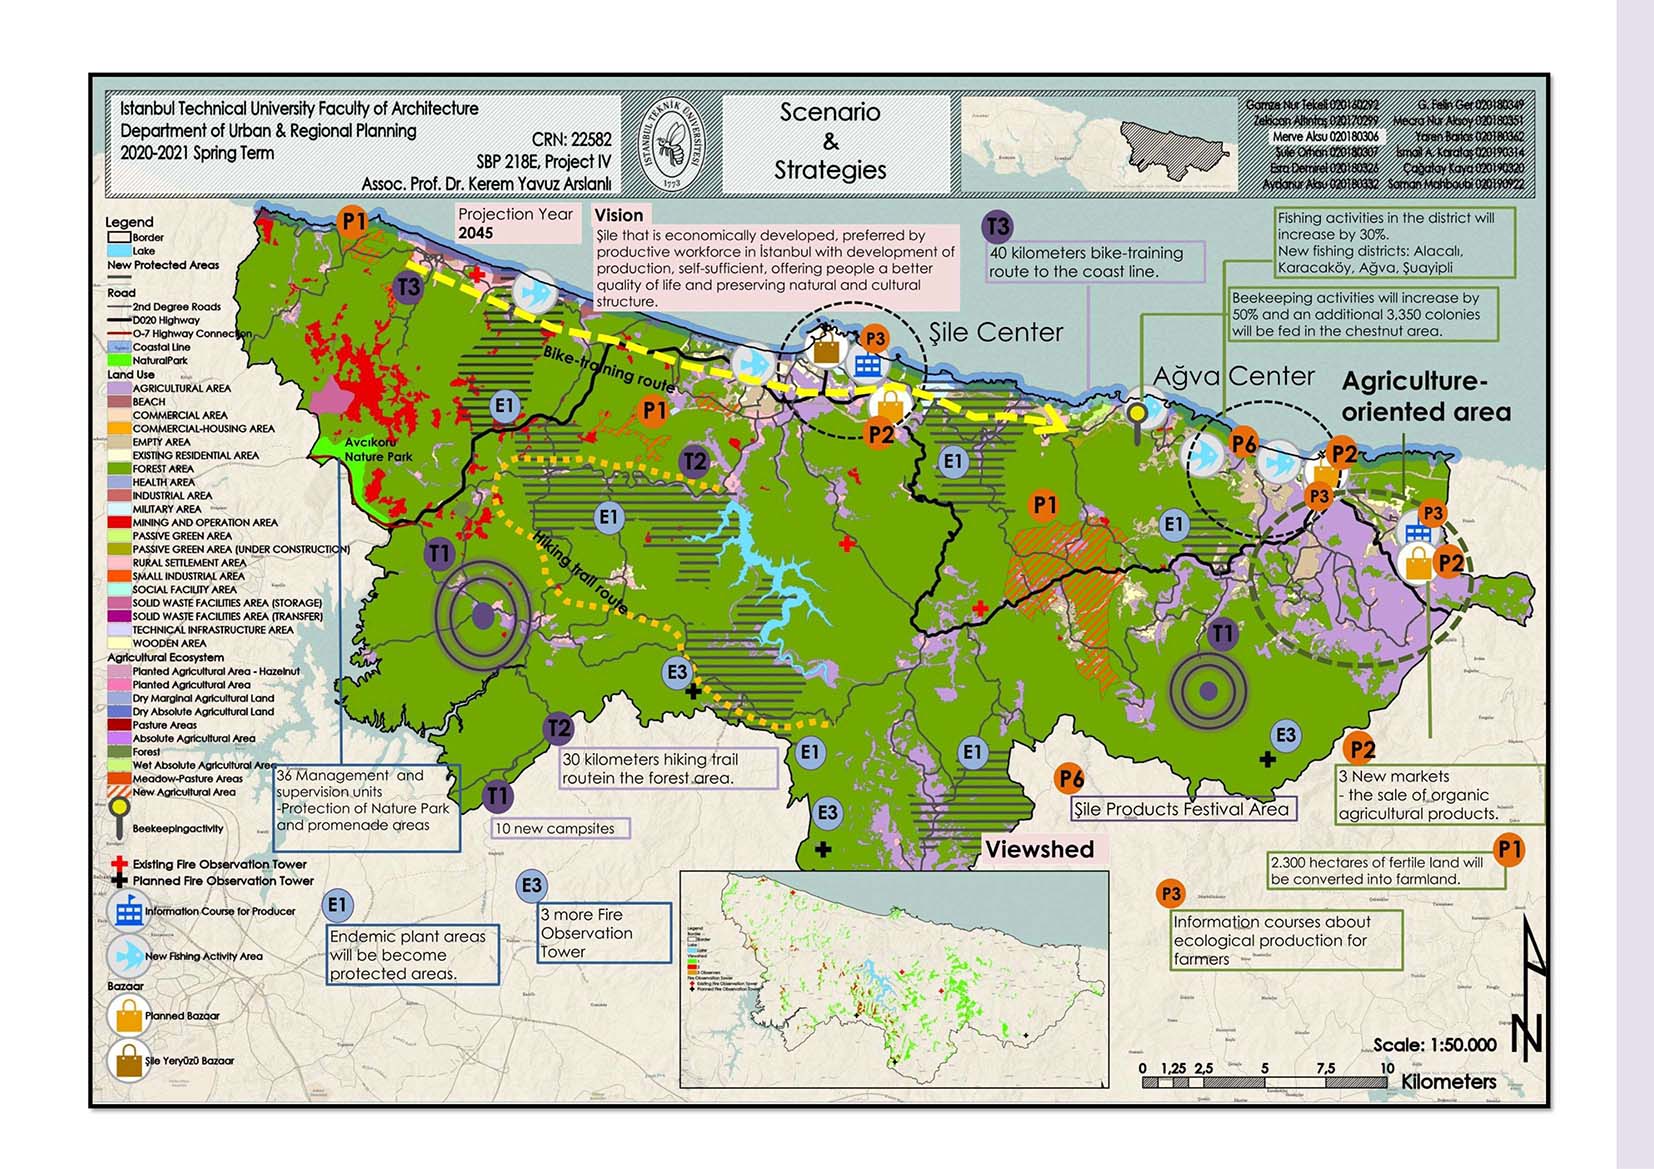 Istanbul Technical University Faculty of Architecture
Department of Urban & Regional Planning
2020-2021 Spring Term
CRN: 22582
SBP 218E, Project IV
Assoc. Prof. Dr. Kerem Yavuz Arslanlı
İSTANBUL TEKNİK ÜNİVERSİTESİ
1773
Scenario
&
Strategies
Gamze Nur Tekeli 020160292
Zekican Altıntaş 020170299
Merve Aksu 020180306
Şule Orhan 020180307
Esra Demirel 020180326
Aydanur Aksu 020180332
G. Pelin Ger 020180349
Mecra Nur Aksoy 020180351
Yaren Barlas 020180362
İsmail A. Karataş 020190314
Çağatay Kaya 020190320
Saman Mahboubi 020190922
Legend
Border
Lake
New Protected Areas
Road
2nd Degree Roads
D020 Highway
O-7 Highway Connection
Coastal Line
NaturalPark
Land Use
AGRICULTURAL AREA
BEACH
COMMERCIAL AREA
COMMERCIAL-HOUSING AREA
EMPTY AREA
EXISTING RESIDENTIAL AREA
FOREST AREA
HEALTH AREA
INDUSTRIAL AREA
MILITARY AREA
MINING AND OPERATION AREA
PASSIVE GREEN AREA
PASSIVE GREEN AREA (UNDER CONSTRUCTION)
RURAL SETTLEMENT AREA
SMALL INDUSTRIAL AREA
SOCIAL FACILITY AREA
SOLID WASTE FACILITIES AREA (STORAGE)
SOLID WASTE FACILITIES AREA (TRANSFER)
TECHNICAL INFRASTRUCTURE AREA
WOODEN AREA
Agricultural Ecosystem
Planted Agricultural Area - Hazelnut
Planted Agricultural Area
Dry Marginal Agricultural Land
Dry Absolute Agricultural Land
Pasture Areas
Absolute Agricultural Area
Forest
Wet Absolute Agricultural Area
Meadow-Pasture Areas
New Agricultural Area
Beekeepingactivity
Existing Fire Observation Tower
Planned Fire Observation Tower
Information Course for Producer
New Fishing Activity Area
Bazaar
Planned Bazaar
Şile Yeryüzü Bazaar
Projection Year
2045
Vision
Şile that is economically developed, preferred by
productive workforce in İstanbul with development of
production, self-sufficient, offering people a better
quality of life and preserving natural and cultural
structure.
T3
40 kilometers bike-training
route to the coast line.
Fishing activities in the district will
increase by 30%.
New fishing districts: Alacalı,
Karacaköy, Ağva, Şuayipli
Beekeeping activities will increase by
50% and an additional 3,350 colonies
will be fed in the chestnut area.
P1
T3
Bike-training route
Şile Center
P3
P2
Ağva Center
Agriculture-
oriented area
E1
P1
T2
E1
P6
P2
P3
P3
P2
Avcıkoru
Nature Park
E1
P1
E1
T1
Hiking trail route
T1
E3
T2
30 kilometers hiking trail
routein the forest area.
E1
E1
E3
P2
3 New markets
- the sale of organic
agricultural products.
36 Management and
supervision units
-Protection of Nature Park
and promenade areas
T1
10 new campsites
E3
P6
Şile Products Festival Area
Viewshed
P1
2.300 hectares of fertile land will
be converted into farmland.
E1
Endemic plant areas
will be become
protected areas.
E3
3 more Fire
Observation
Tower
P3
Information courses about
ecological production for
farmers
Legend
Border
Lake
Viewshed
3 Observers
Fire Observation Tower
Existing Fire Observation Tower
Planned Fire Observation Tower
Scale: 1:50.000
N
0 1,25 2,5 5 7,5 10
Kilometers